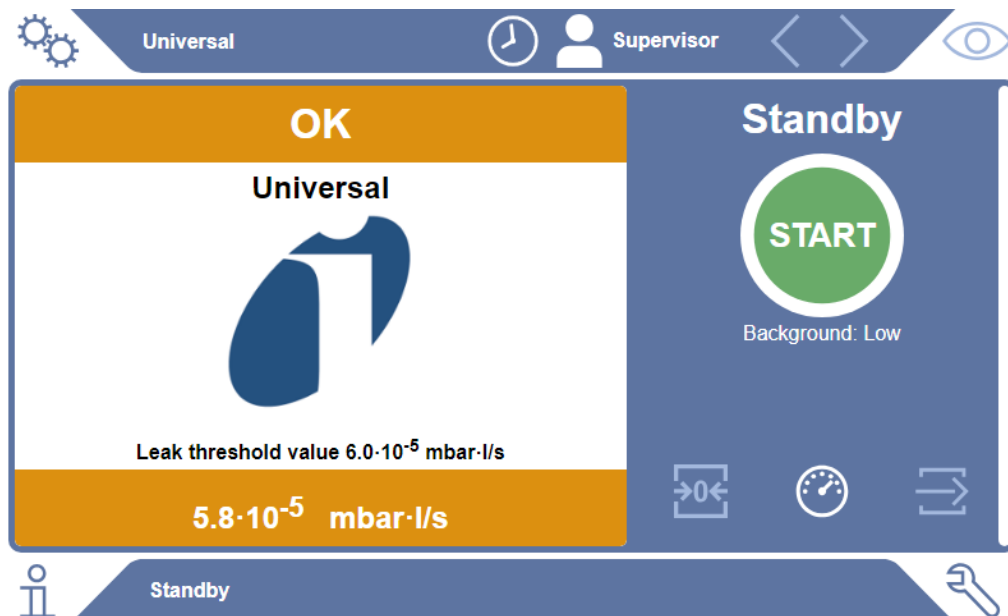 Universal
Supervisor
OK
Universal
Leak threshold value 6.0·10⁻⁵ mbar·l/s
5.8·10⁻⁵ mbar·l/s
Standby
START
Background: Low
→0←
Standby